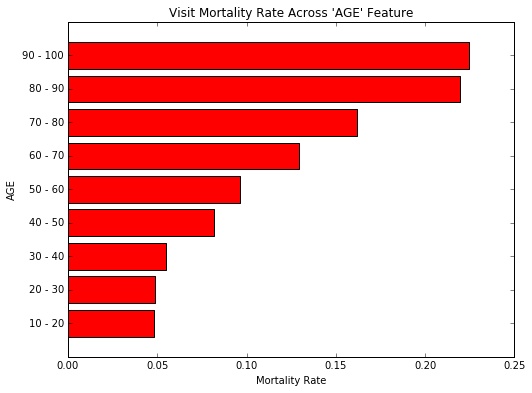 Visit Mortality Rate Across 'AGE' Feature
90 - 100
80 - 90
70 - 80
60 - 70
50 - 60
40 - 50
30 - 40
20 - 30
10 - 20
AGE
0.00 0.05 0.10 0.15 0.20 0.25
Mortality Rate